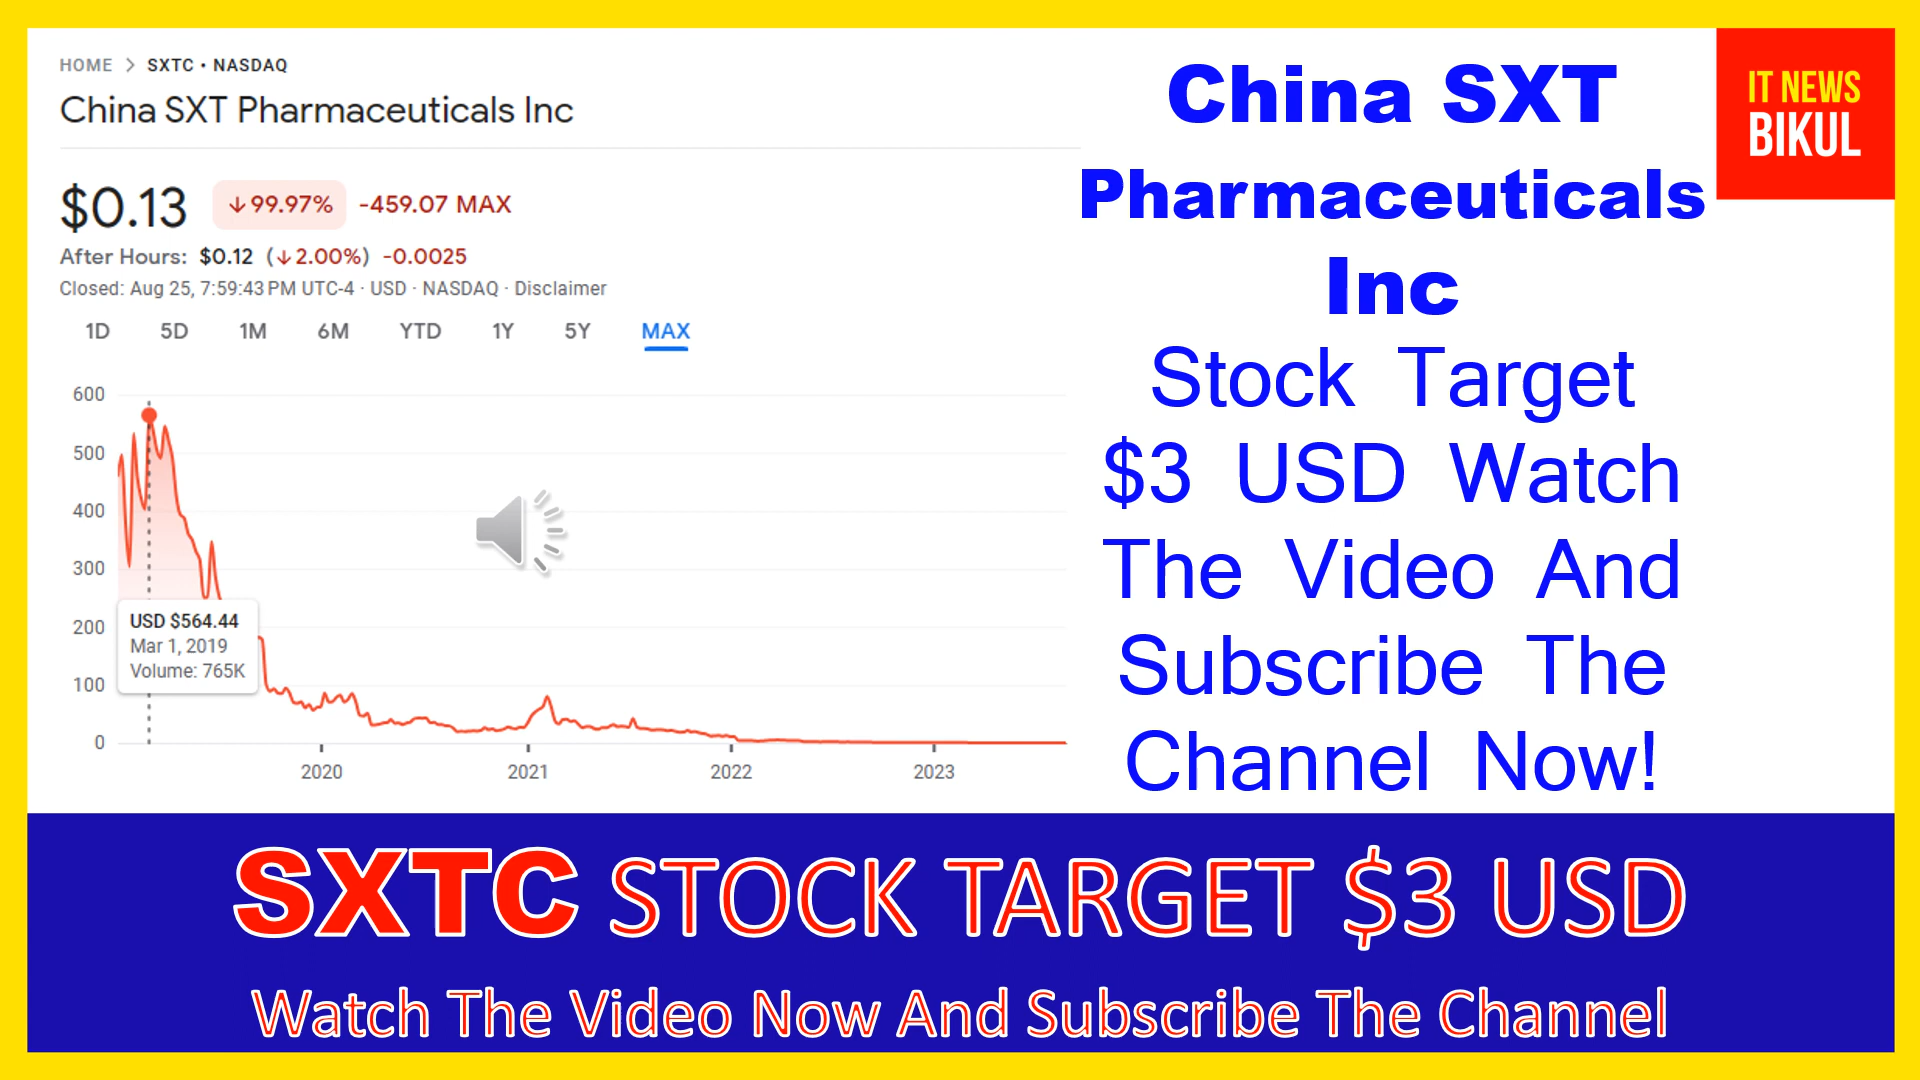 HOME > SXTC • NASDAQ
China SXT Pharmaceuticals Inc
$0.13 ↓99.97% -459.07 MAX
After Hours: $0.12 (↓2.00%) -0.0025
Closed: Aug 25, 7:59:43 PM UTC-4 · USD · NASDAQ · Disclaimer
1D 5D 1M 6M YTD 1Y 5Y MAX
600
500
400
300
200
100
0
USD $564.44
Mar 1, 2019
Volume: 765K
2020 2021 2022 2023
China SXT
Pharmaceuticals
Inc
Stock Target
$3 USD Watch
The Video And
Subscribe The
Channel Now!
IT NEWS
BIKUL
SXTC STOCK TARGET $3 USD
Watch The Video Now And Subscribe The Channel